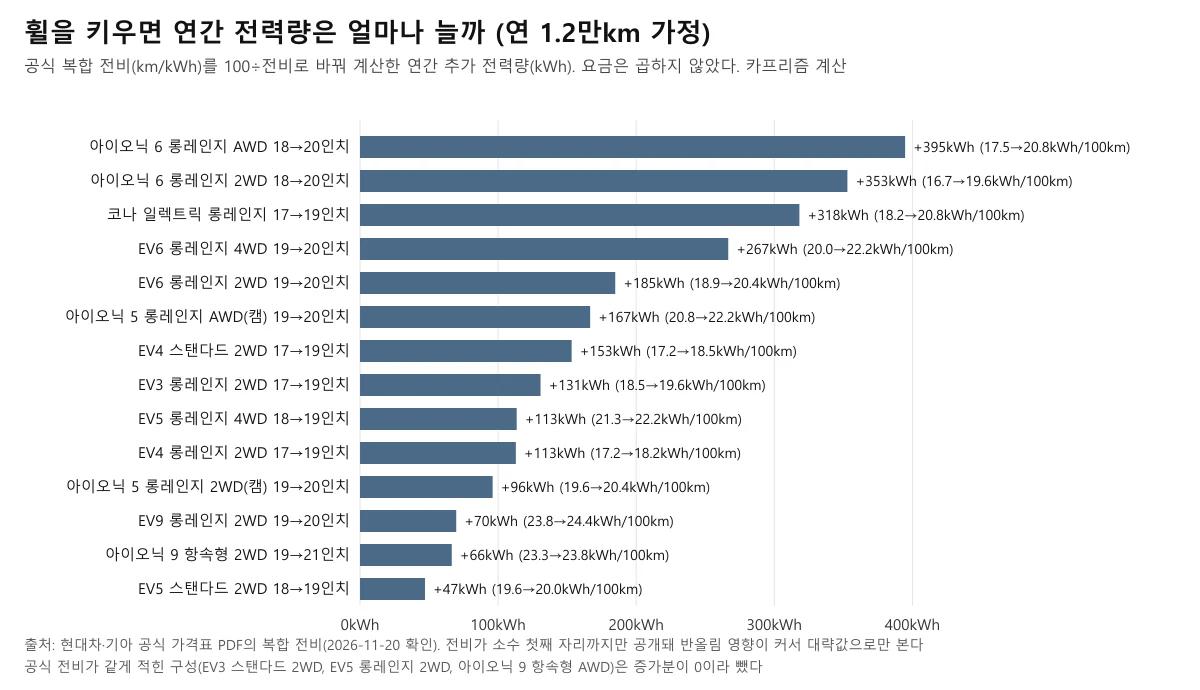 휠을 키우면 연간 전력량은 얼마나 늘까 (연 1.2만km 가정)
공식 복합 전비(km/kWh)를 100÷전비로 바꿔 계산한 연간 추가 전력량(kWh). 요금은 곱하지 않았다. 카프리즘 계산
아이오닉 6 롱레인지 AWD 18→20인치 +395kWh (17.5→20.8kWh/100km)
아이오닉 6 롱레인지 2WD 18→20인치 +353kWh (16.7→19.6kWh/100km)
코나 일렉트릭 롱레인지 17→19인치 +318kWh (18.2→20.8kWh/100km)
EV6 롱레인지 4WD 19→20인치 +267kWh (20.0→22.2kWh/100km)
EV6 롱레인지 2WD 19→20인치 +185kWh (18.9→20.4kWh/100km)
아이오닉 5 롱레인지 AWD(캠) 19→20인치 +167kWh (20.8→22.2kWh/100km)
EV4 스탠다드 2WD 17→19인치 +153kWh (17.2→18.5kWh/100km)
EV3 롱레인지 2WD 17→19인치 +131kWh (18.5→19.6kWh/100km)
EV5 롱레인지 4WD 18→19인치 +113kWh (21.3→22.2kWh/100km)
EV4 롱레인지 2WD 17→19인치 +113kWh (17.2→18.2kWh/100km)
아이오닉 5 롱레인지 2WD(캠) 19→20인치 +96kWh (19.6→20.4kWh/100km)
EV9 롱레인지 2WD 19→20인치 +70kWh (23.8→24.4kWh/100km)
아이오닉 9 항속형 2WD 19→21인치 +66kWh (23.3→23.8kWh/100km)
EV5 스탠다드 2WD 18→19인치 +47kWh (19.6→20.0kWh/100km)
0kWh 100kWh 200kWh 300kWh 400kWh
출처: 현대차·기아 공식 가격표 PDF의 복합 전비(2026-11-20 확인). 전비가 소수 첫째 자리까지만 공개돼 반올림 영향이 커서 대략값으로만 본다
공식 전비가 같게 적힌 구성(EV3 스탠다드 2WD, EV5 롱레인지 2WD, 아이오닉 9 항속형 AWD)은 증가분이 0이라 뺐다